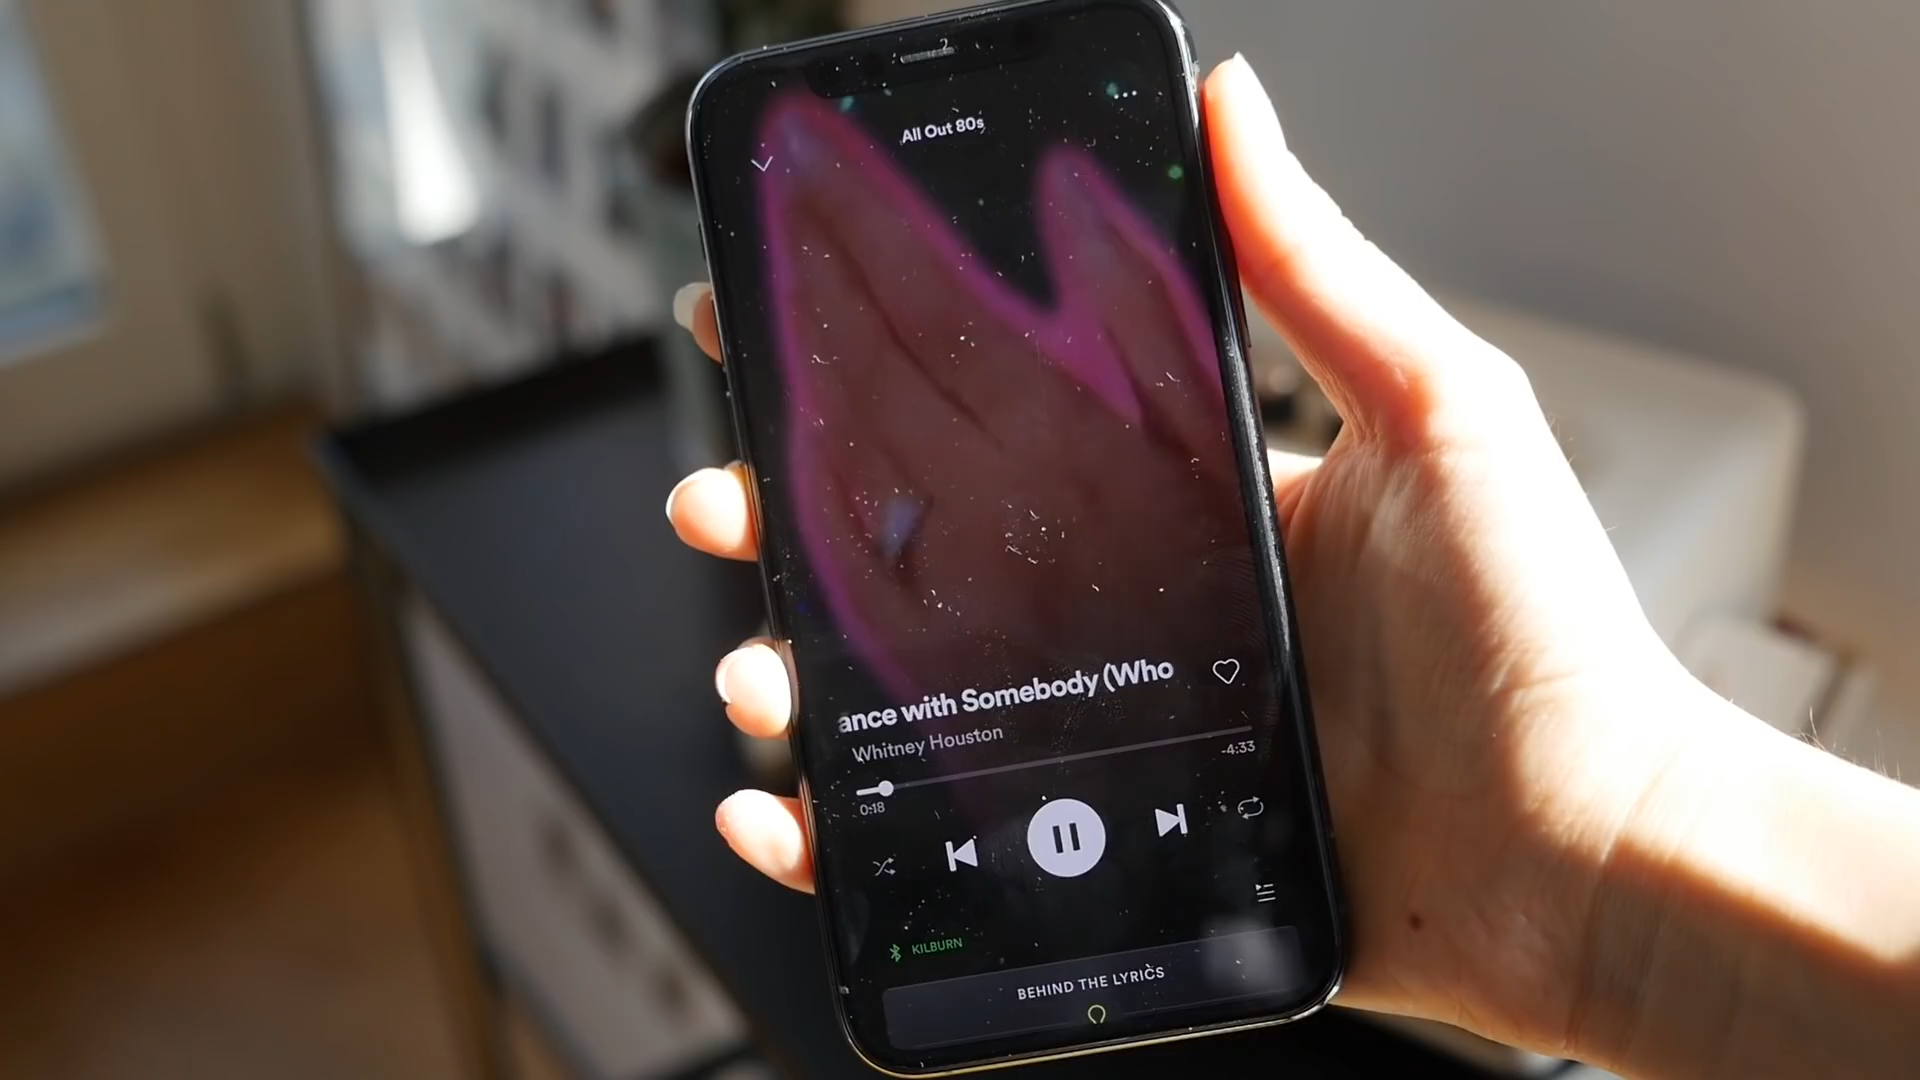 All Out 80s
ance with Somebody (Who
Whitney Houston
0:18
-4:33
KILBURN
BEHIND THE LYRICS